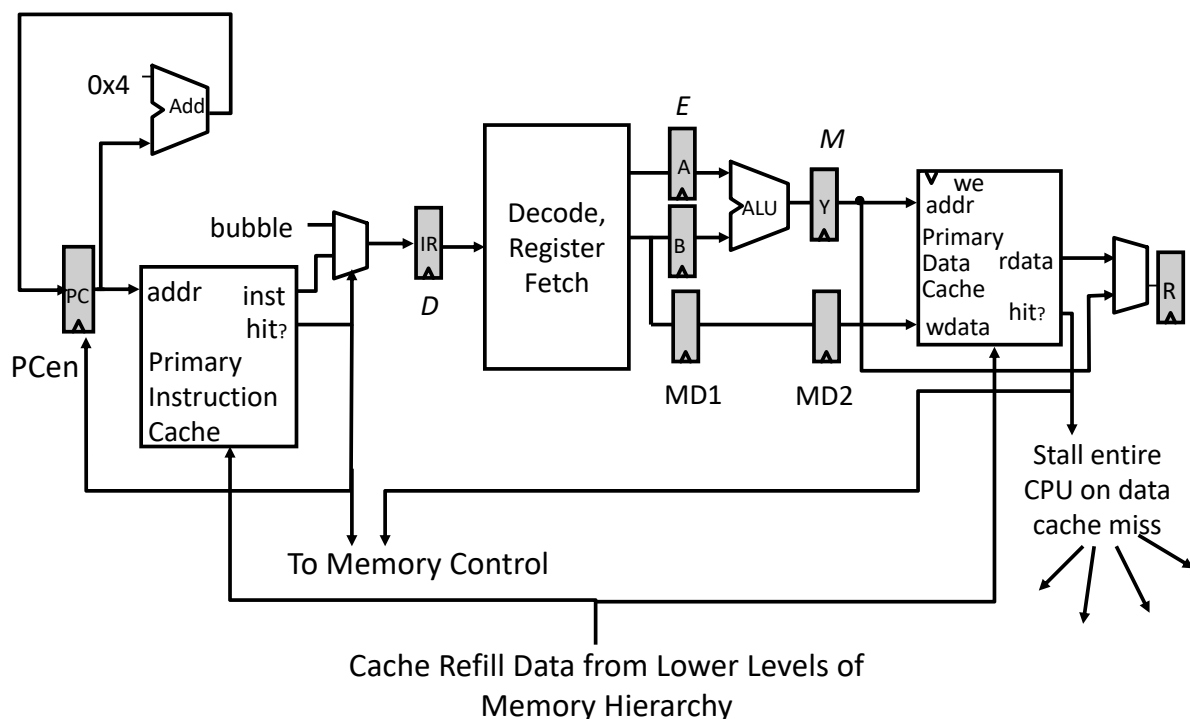 0x4
Add
PC
PCen
addr
inst
hit?
Primary
Instruction
Cache
bubble
IR
D
Decode,
Register
Fetch
E
A
B
MD1
ALU
M
Y
MD2
we
addr
Primary
Data
Cache
rdata
hit?
wdata
R
Stall entire
CPU on data
cache miss
To Memory Control
Cache Refill Data from Lower Levels of
Memory Hierarchy